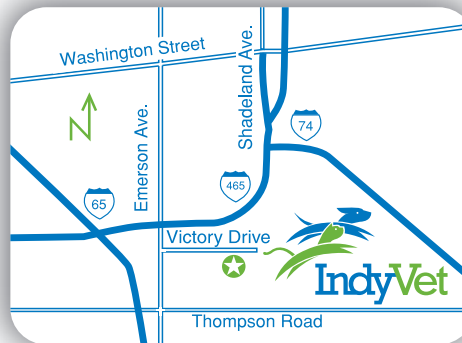 Washington Street
Shadeland Ave.
Emerson Ave.
N
74
465
65
Victory Drive
IndyVet
Thompson Road